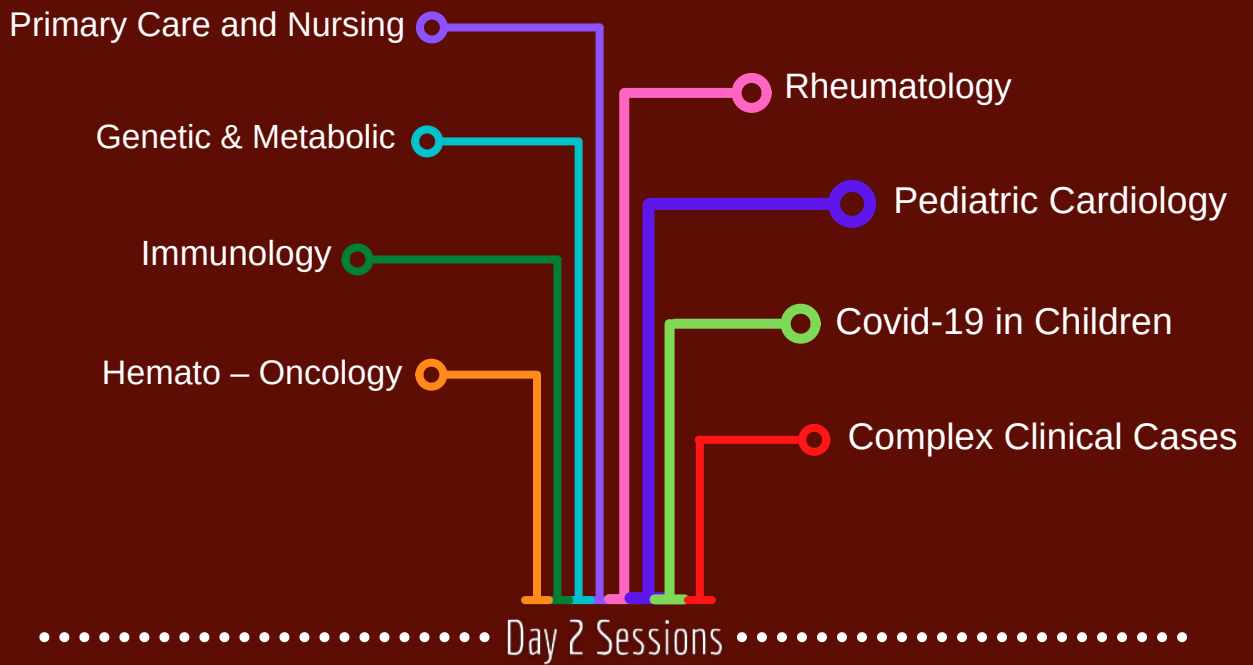 Primary Care and Nursing
Rheumatology
Genetic & Metabolic
Pediatric Cardiology
Immunology
Covid-19 in Children
Hemato – Oncology
Complex Clinical Cases
Day 2 Sessions